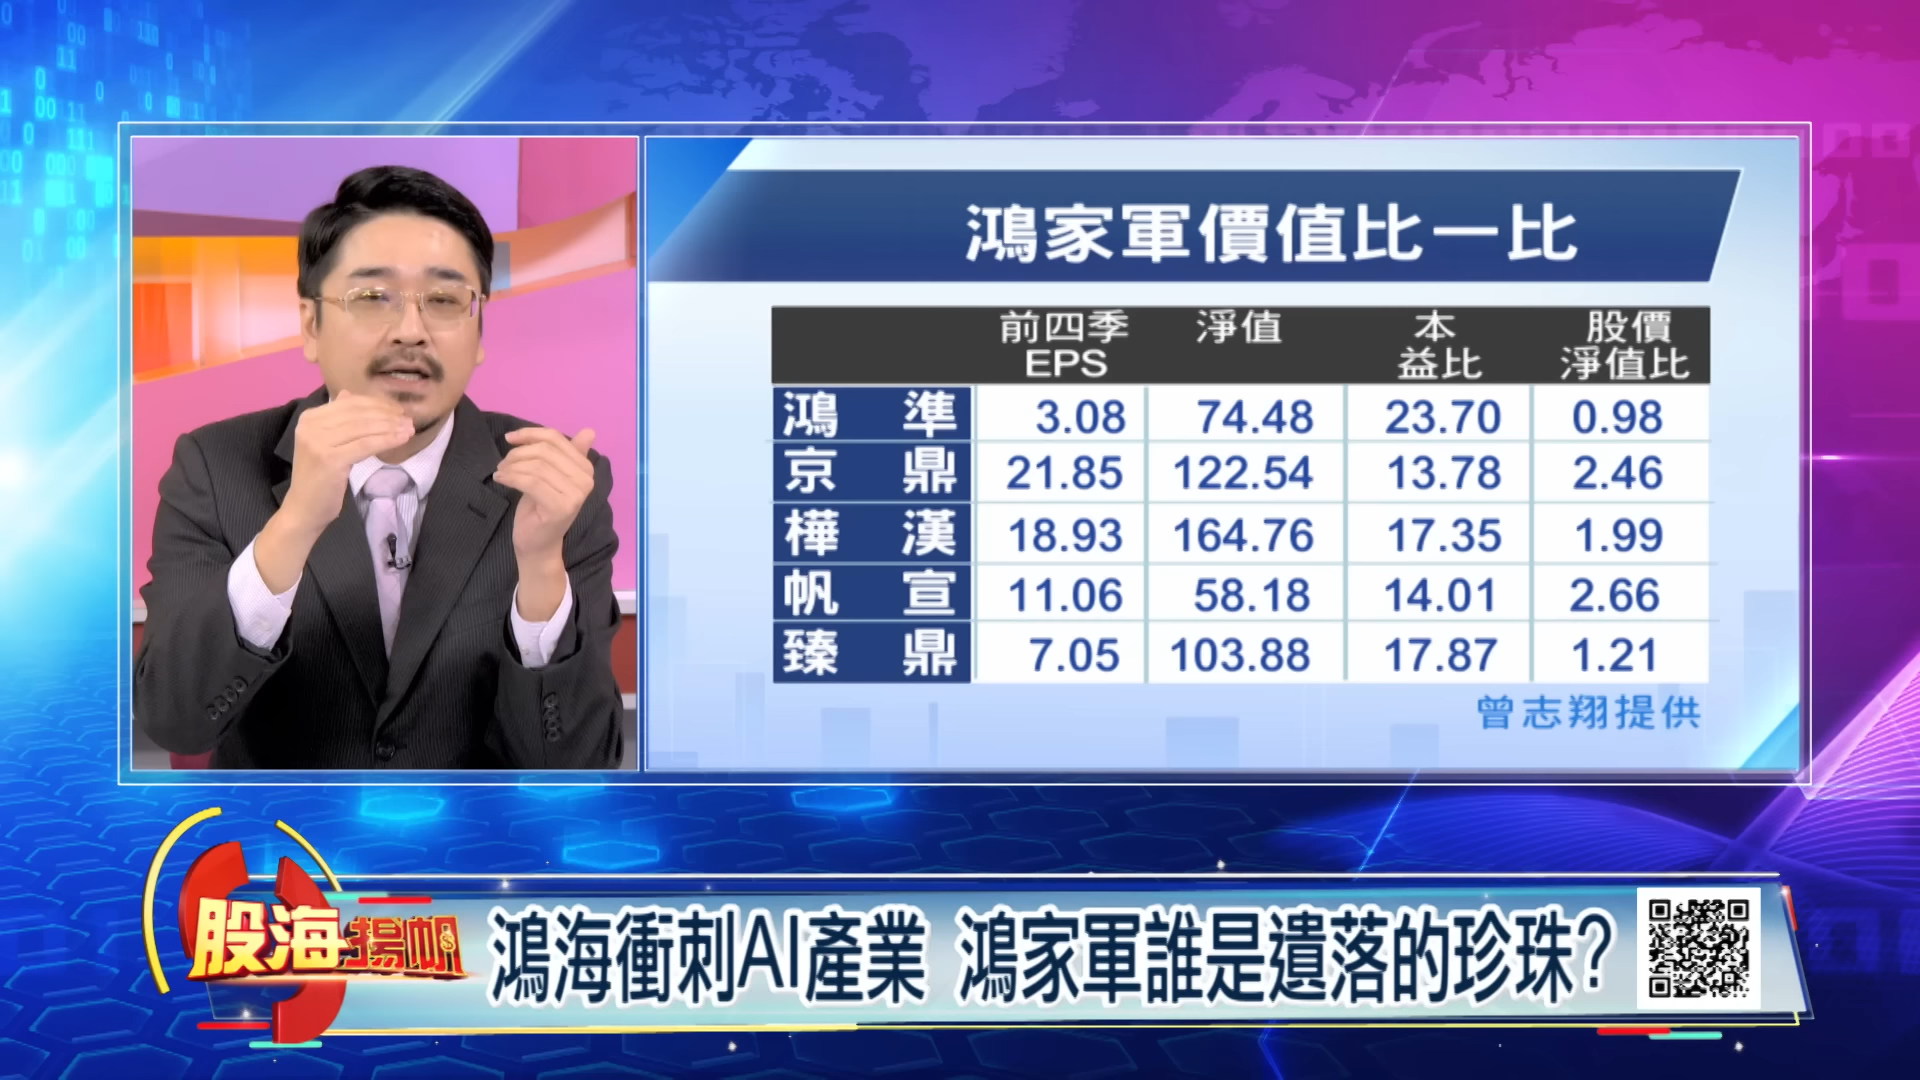 鴻家軍價值比一比
前四季EPS 淨值 本益比 股價淨值比
鴻準 3.08 74.48 23.70 0.98
京鼎 21.85 122.54 13.78 2.46
樺漢 18.93 164.76 17.35 1.99
帆宣 11.06 58.18 14.01 2.66
臻鼎 7.05 103.88 17.87 1.21
曾志翔提供
股海揚帆
鴻海衝刺AI產業 鴻家軍誰是遺落的珍珠?